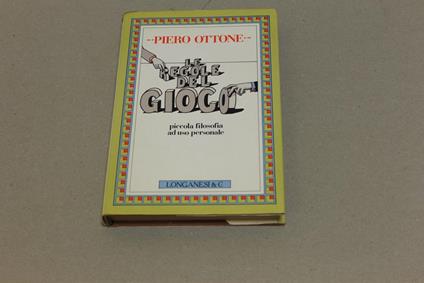 PIERO OTTONE
LE
REGOLE
DEL
GIOCO
piccola filosofia
ad uso personale
LONGANESI & C.